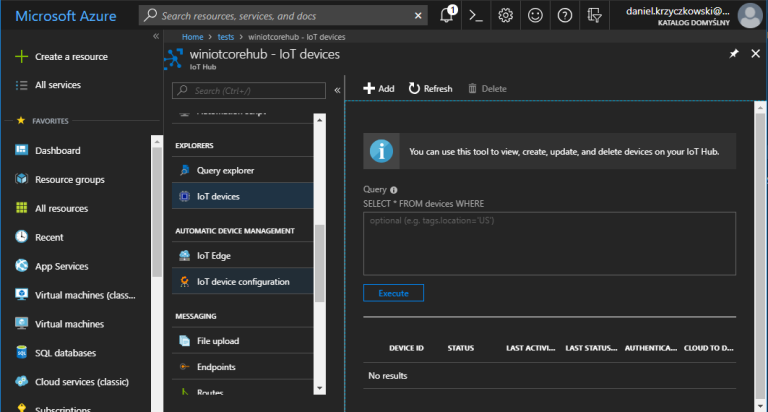 Microsoft Azure
Search resources, services, and docs
1
daniel.krzyczkowski@...
KATALOG DOMYŚLNY
Home > tests > winiotcorehub - IoT devices
winiotcorehub - IoT devices
IoT Hub
Create a resource
All services
FAVORITES
Dashboard
Resource groups
All resources
Recent
App Services
Virtual machines (clas...
Virtual machines
SQL databases
Cloud services (classic)
Subscriptions
Search (Ctrl+/)
Automation script
EXPLORERS
Query explorer
IoT devices
AUTOMATIC DEVICE MANAGEMENT
IoT Edge
IoT device configuration
MESSAGING
File upload
Endpoints
Routes
Add
Refresh
Delete
You can use this tool to view, create, update, and delete devices on your IoT Hub.
Query
SELECT * FROM devices WHERE
optional (e.g. tags.location='US')
Execute
DEVICE ID STATUS LAST ACTIVI... LAST STATUS... AUTHENTICA... CLOUD TO D...
No results